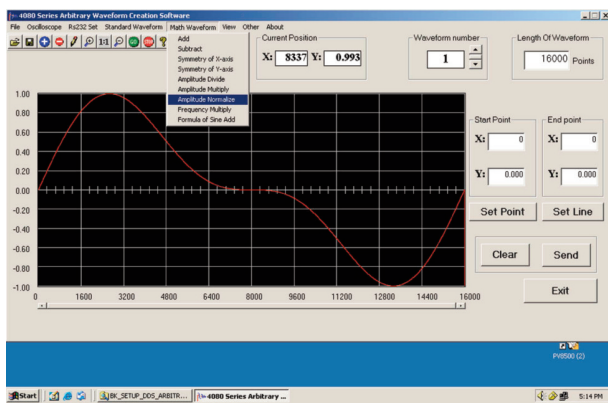 4080 Series Arbitrary Waveform Creation Software
File Oscilloscope Rs232 Set Standard Waveform Math Waveform View Other About
1:1 GO ?
Add
Subtract
Symmetry of X-axis
Symmetry of Y-axis
Amplitude Divide
Amplitude Multiply
Amplitude Normalize
Frequency Multiply
Formula of Sine Add
Current Position
X: 8337 Y: 0.993
Waveform number
1
Length Of Waveform
16000 Points
1.00
0.80
0.60
0.40
0.20
0.00
-0.20
-0.40
-0.60
-0.80
-1.00
0 1600 3200 4800 6400 8000 9600 11200 12800 14400 16000
Start Point
X: 0
Y: 0.000
End point
X: 0
Y: 0.000
Set Point Set Line
Clear Send
Exit
PV8500 (2)
Start BK_SETUP_DDS_ARBITR... 4080 Series Arbitrary ... 5:14 PM